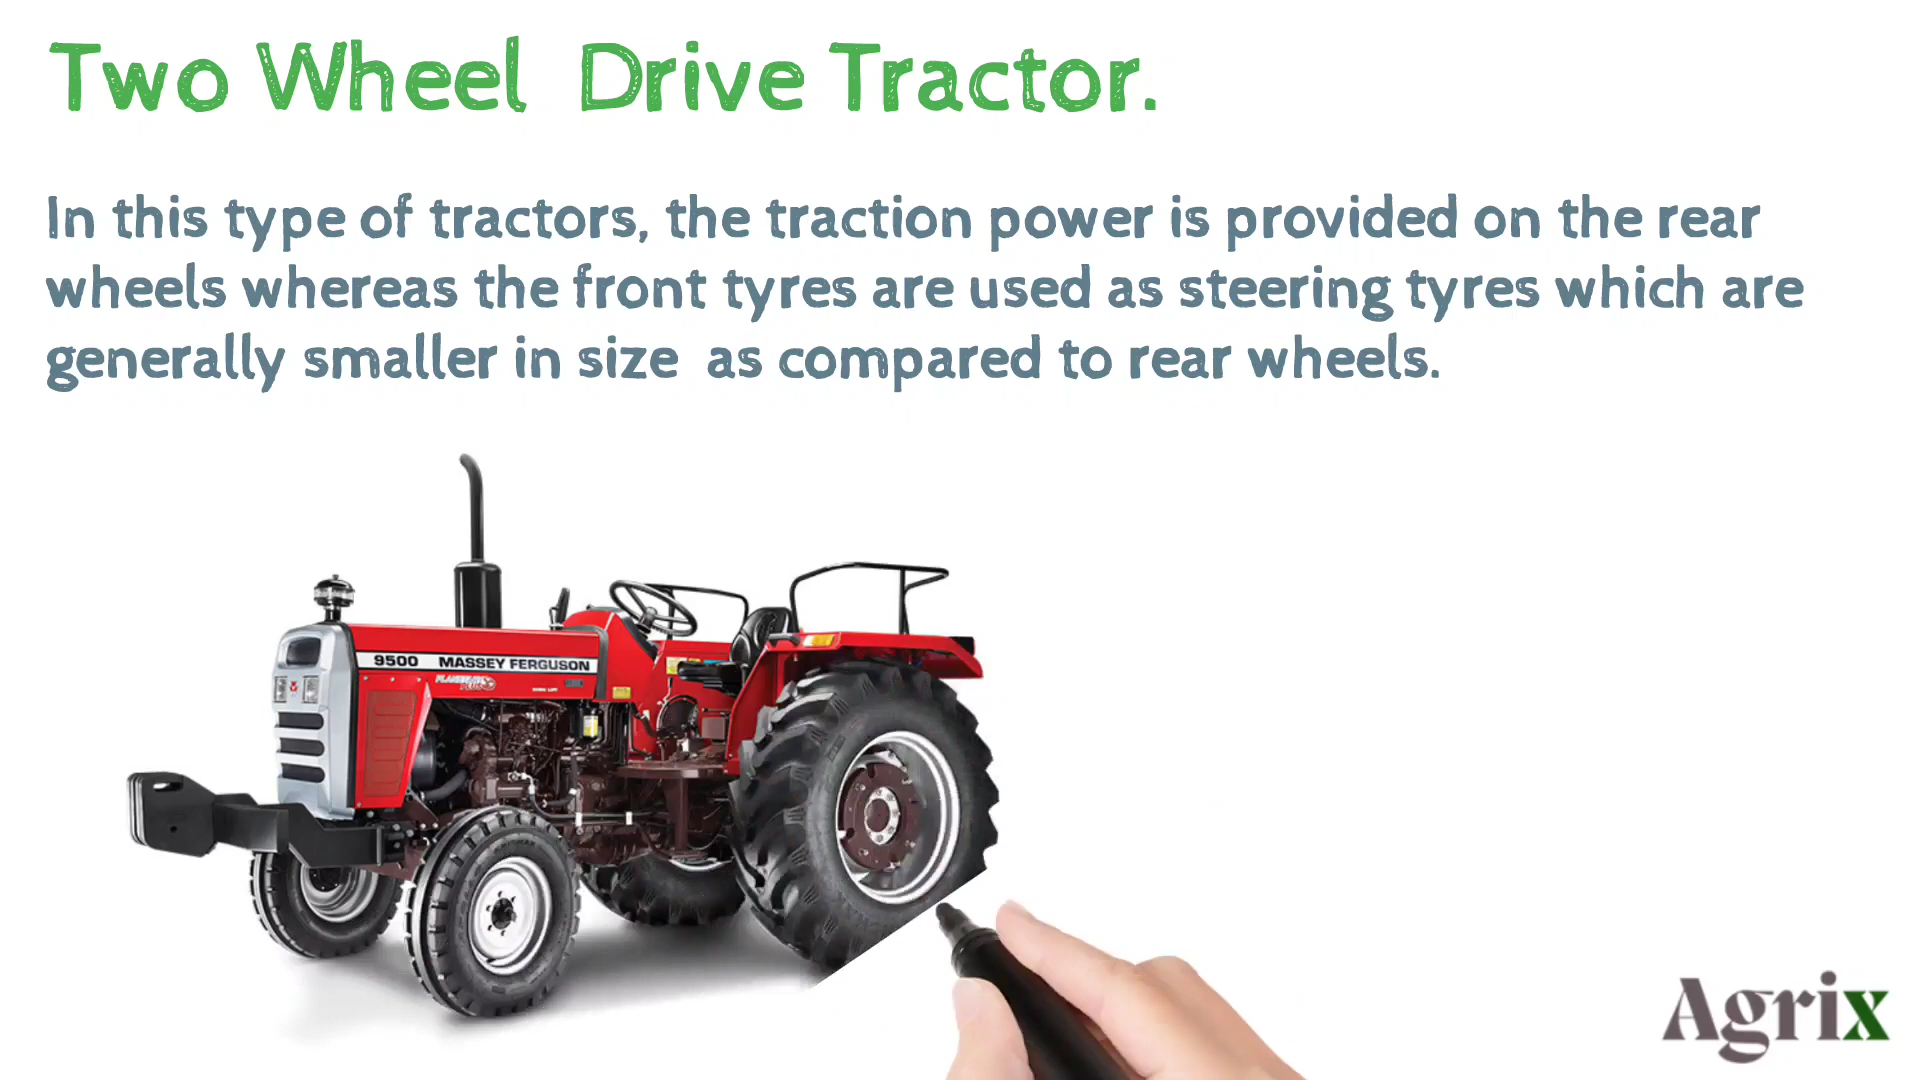 Two Wheel Drive Tractor.
In this type of tractors, the traction power is provided on the rear
wheels whereas the front tyres are used as steering tyres which are
generally smaller in size as compared to rear wheels.
9500 MASSEY FERGUSON
Agrix